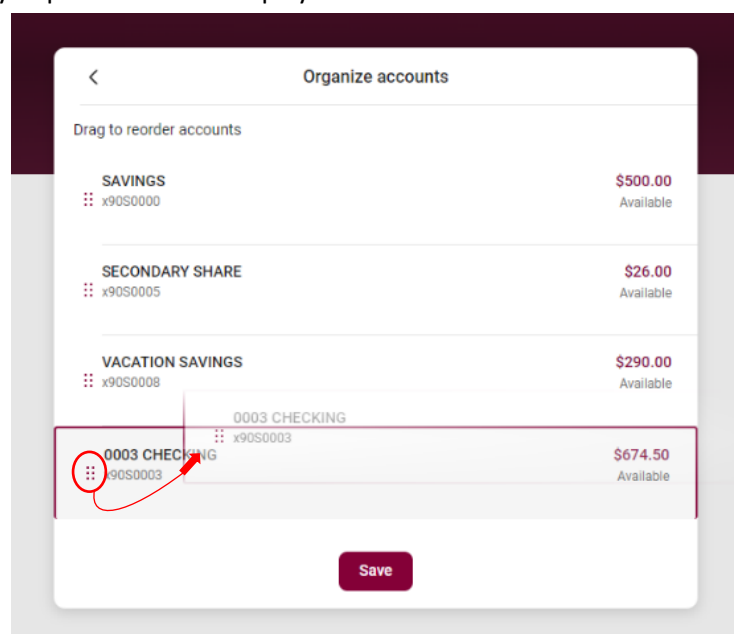 Organize accounts
Drag to reorder accounts
SAVINGS $500.00
x90S0000 Available
SECONDARY SHARE $26.00
x90S0005 Available
VACATION SAVINGS $290.00
x90S0008 Available
0003 CHECKING
x90S0003
0003 CHECKING $674.50
x90S0003 Available
Save